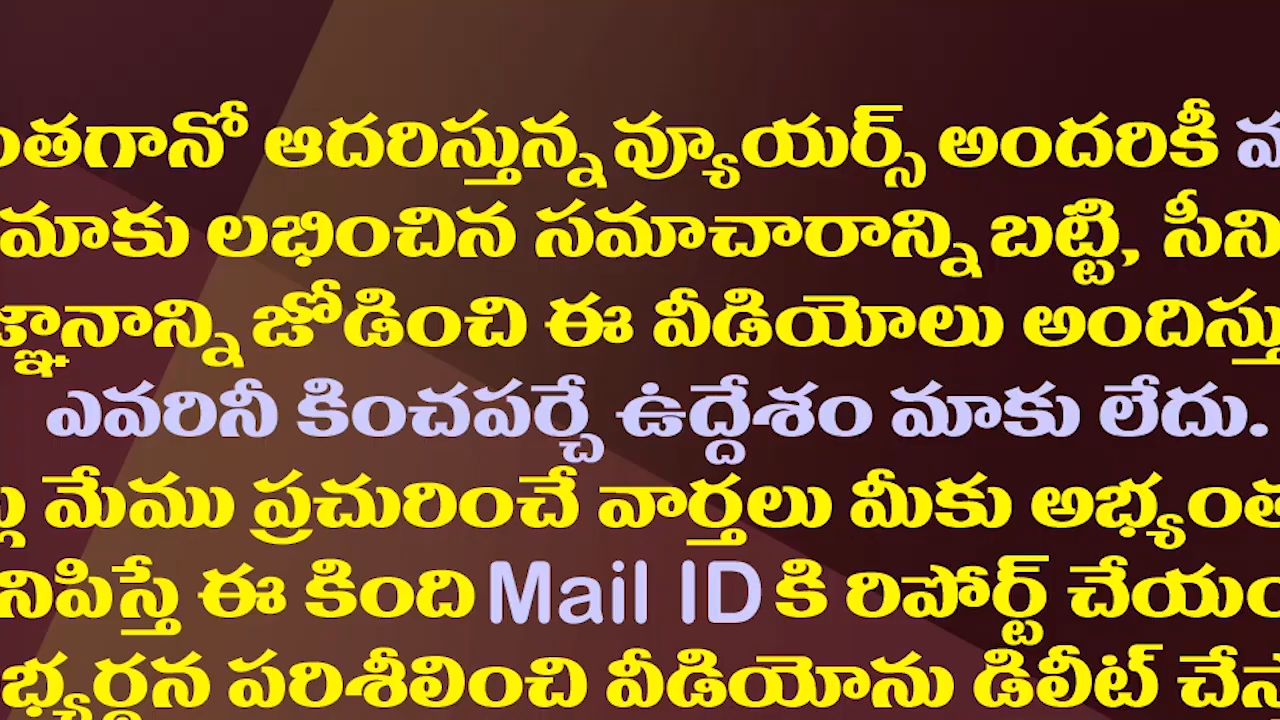 ంతగానో ఆదరిస్తున్న వ్యూయర్స్ అందరికీ
మాకు లభించిన సమాచారాన్ని బట్టి, సీని
జ్ఞానాన్ని జోడించి ఈ వీడియోలు అందిస్తు
ఎవరినీ కించపర్చే ఉద్దేశం మాకు లేదు.
మేము ప్రచురించే వార్తలు మీకు అభ్యంత
నిపిస్తే ఈ కింది Mail ID కి రిపోర్ట్ చేయం
భ్యర్థన పరిశీలించి వీడియోను డిలీట్ చేస